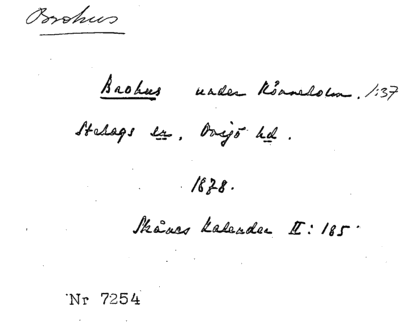 Brohus
Brohus under Rönneholm. 1:37
Stehags sn, Onsjö hd.
1878.
Skånes Kalender II: 185.
Nr 7254